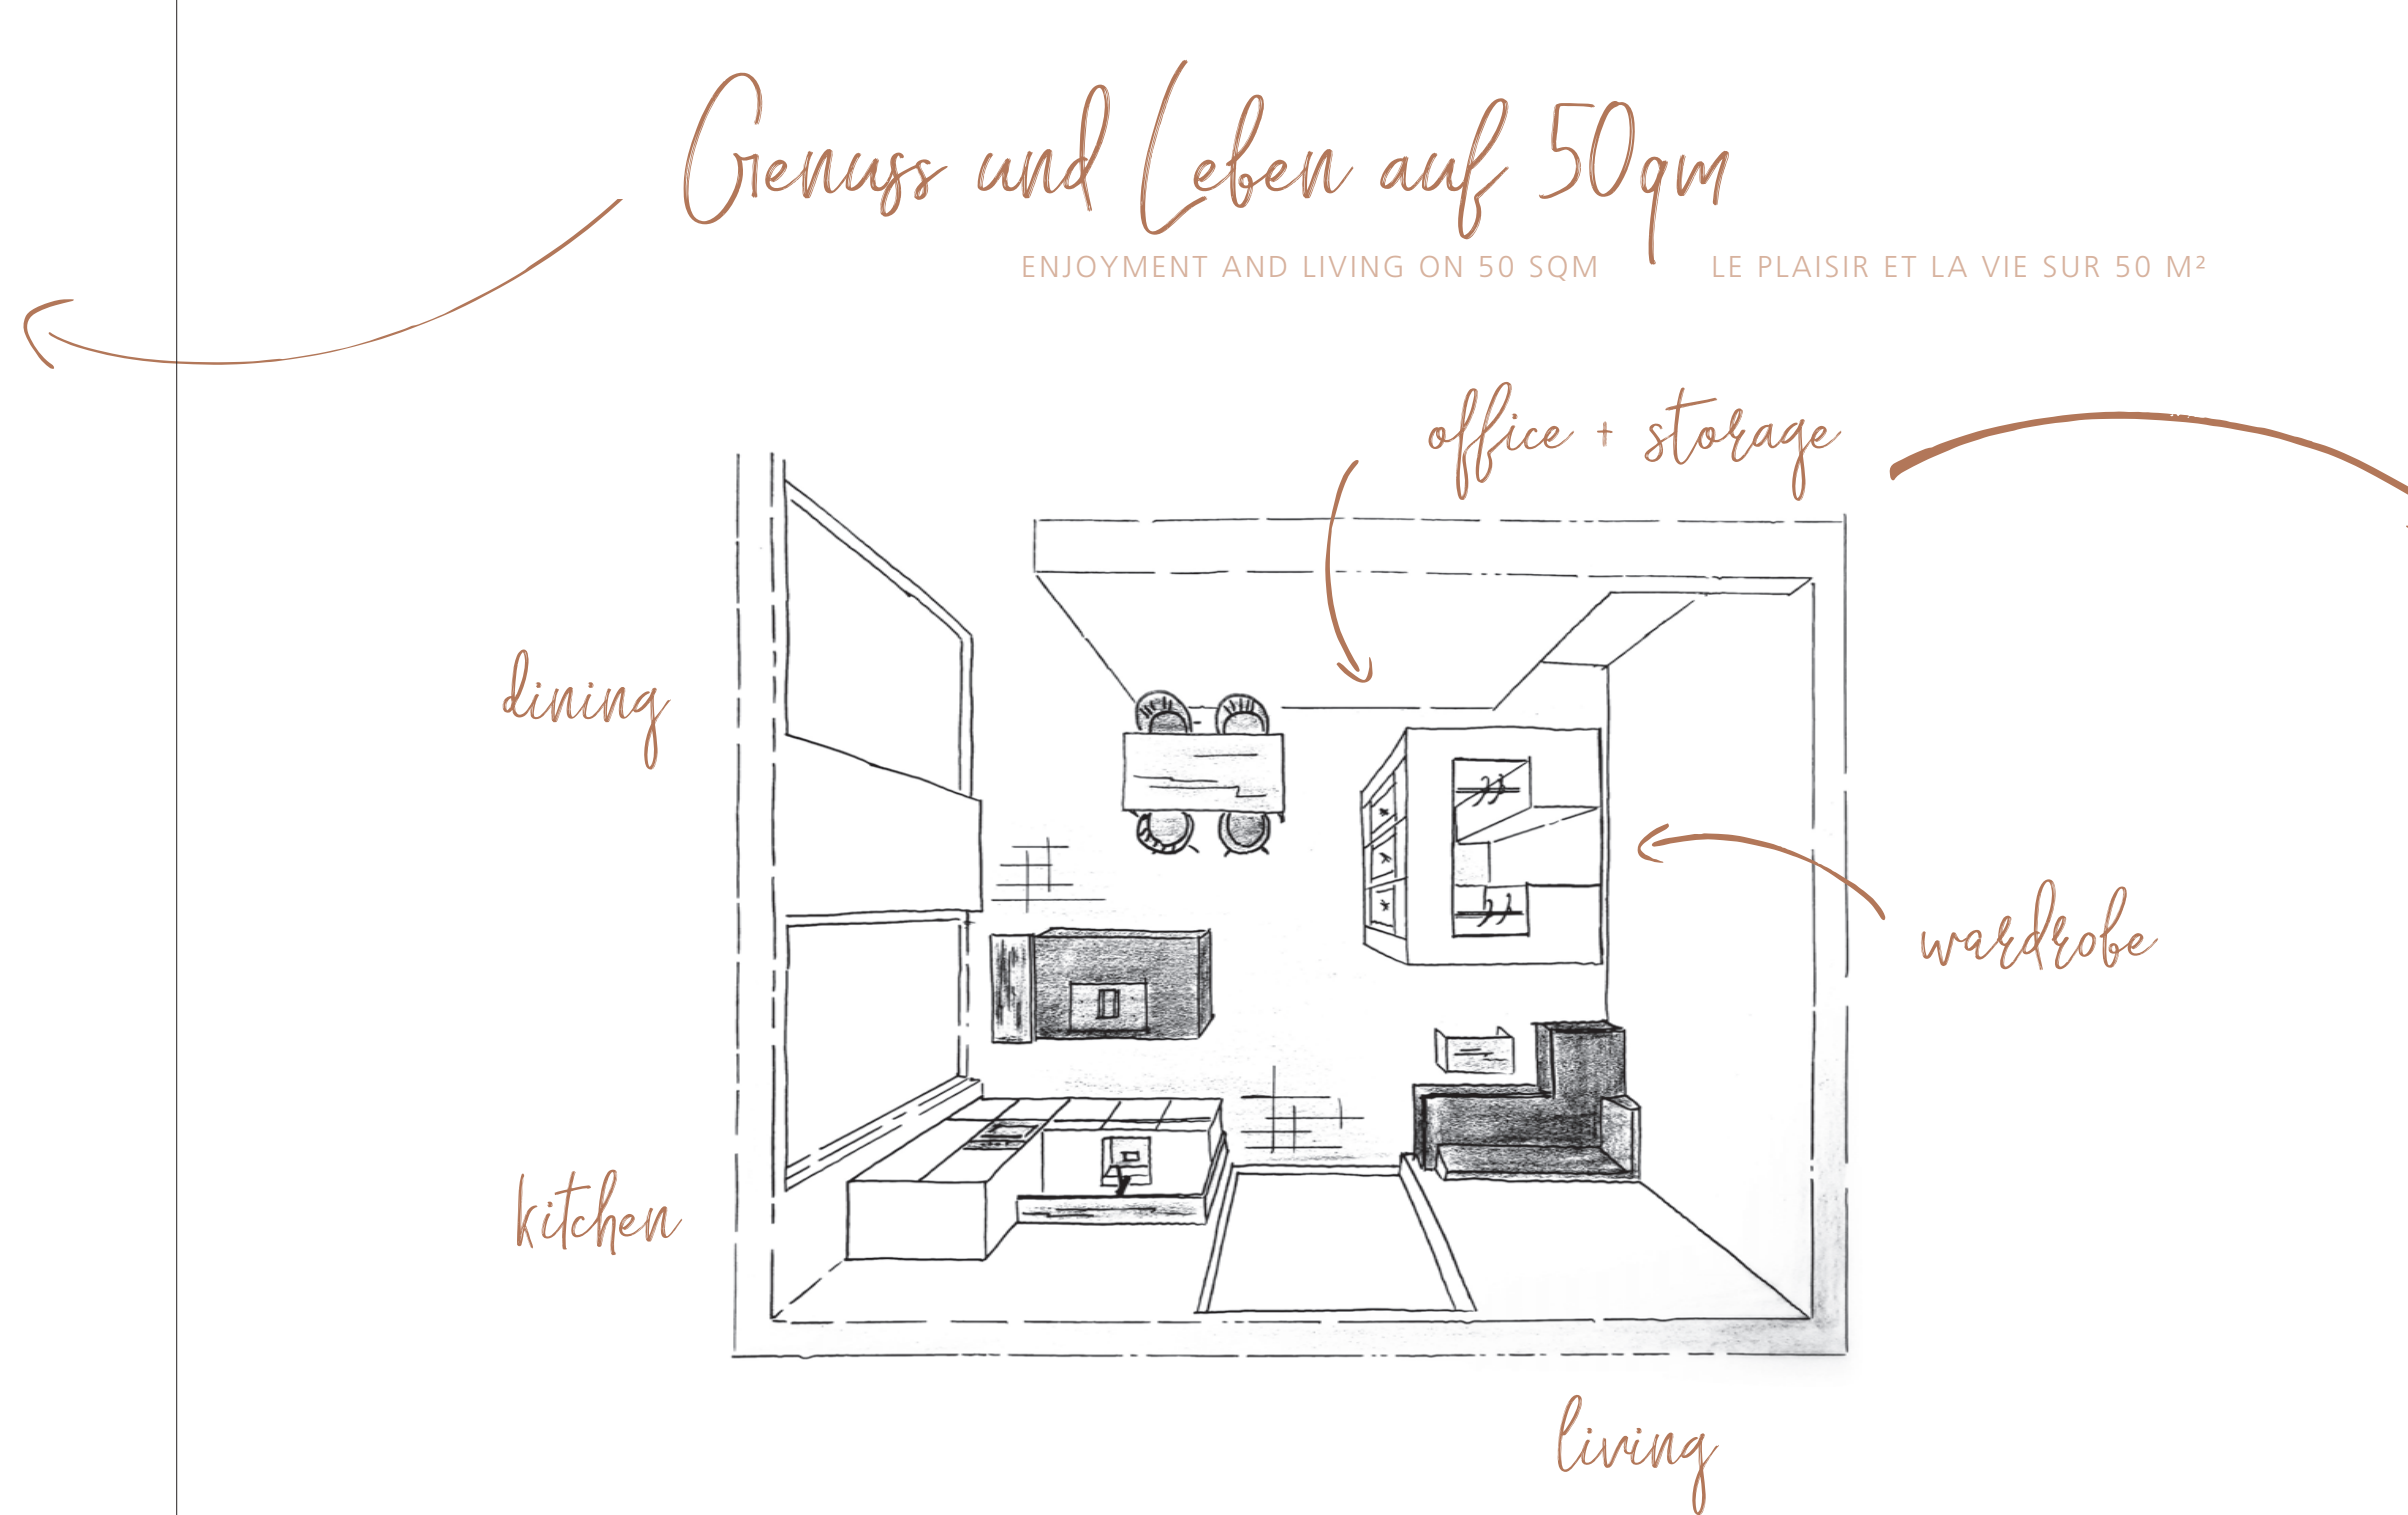 Genuss und Leben auf 50qm
ENJOYMENT AND LIVING ON 50 SQM LE PLAISIR ET LA VIE SUR 50 M²
office + storage
dining
wardrobe
kitchen
living